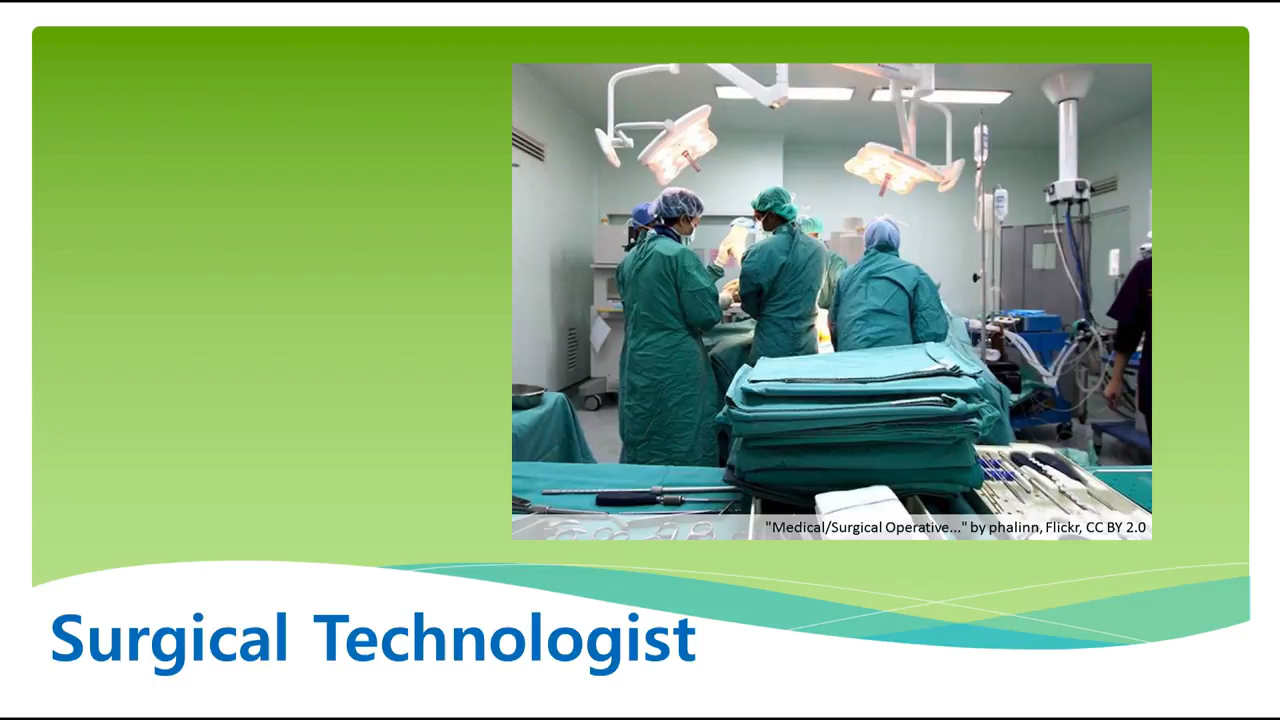 "Medical/Surgical Operative..." by phalinn, Flickr, CC BY 2.0
Surgical Technologist